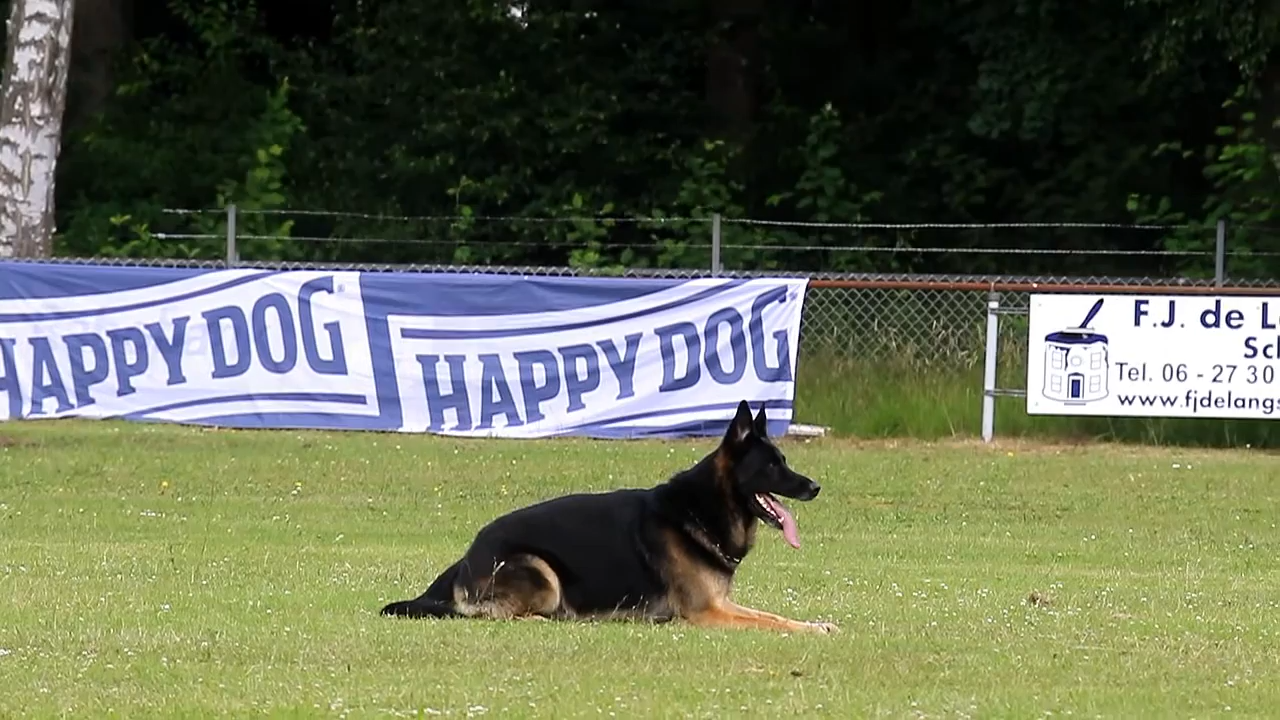 HAPPY DOG
HAPPY DOG
F.J. de L
Sc
Tel. 06 - 27 30
www.fjdelangs